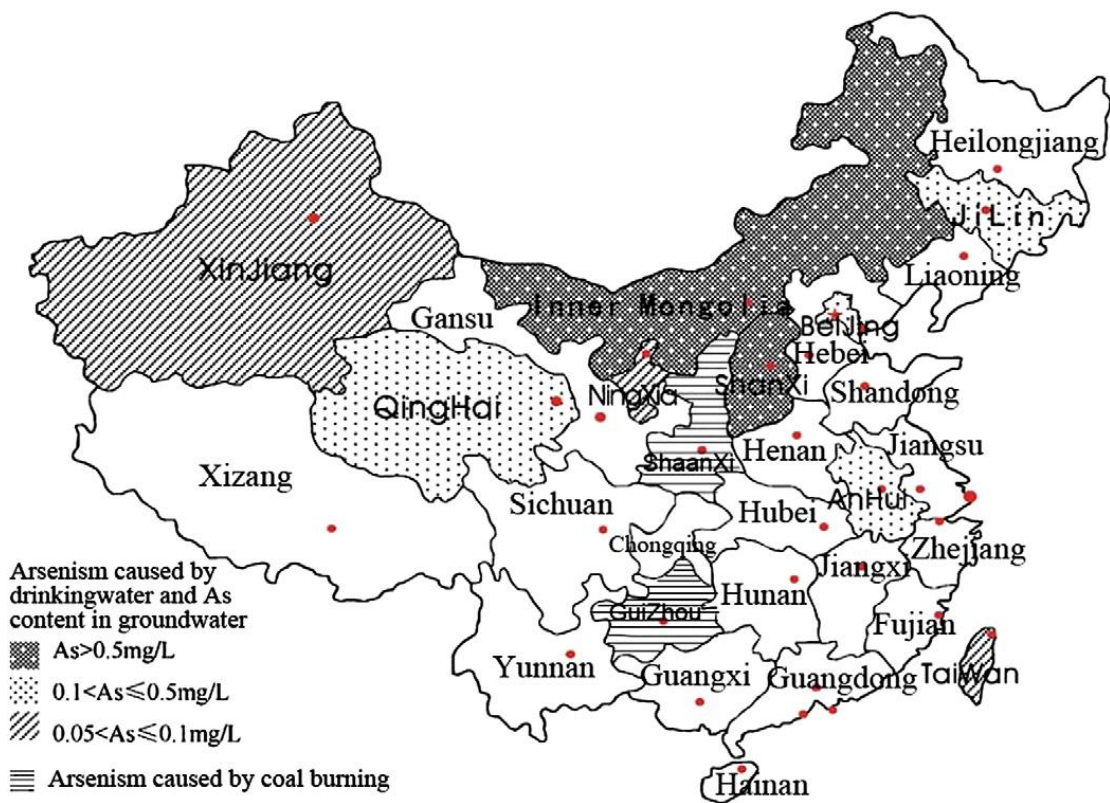 Heilongjiang
JiLin
XinJiang
Liaoning
Inner Mongolia
Gansu
BeiJing
Hebei
ShanXi
Shandong
NingXia
QingHai
Henan
Jiangsu
ShaanXi
Xizang
Sichuan
Hubei
AnHui
Chongqing
Zhejiang
Jiangxi
Arsenism caused by
drinkingwater and As
content in groundwater
As>0.5mg/L
0.1<As≤0.5mg/L
0.05<As≤0.1mg/L
Arsenism caused by coal burning
Hunan
GuiZhou
Fujian
Yunnan
Guangxi
Guangdong
TaiWan
Hainan